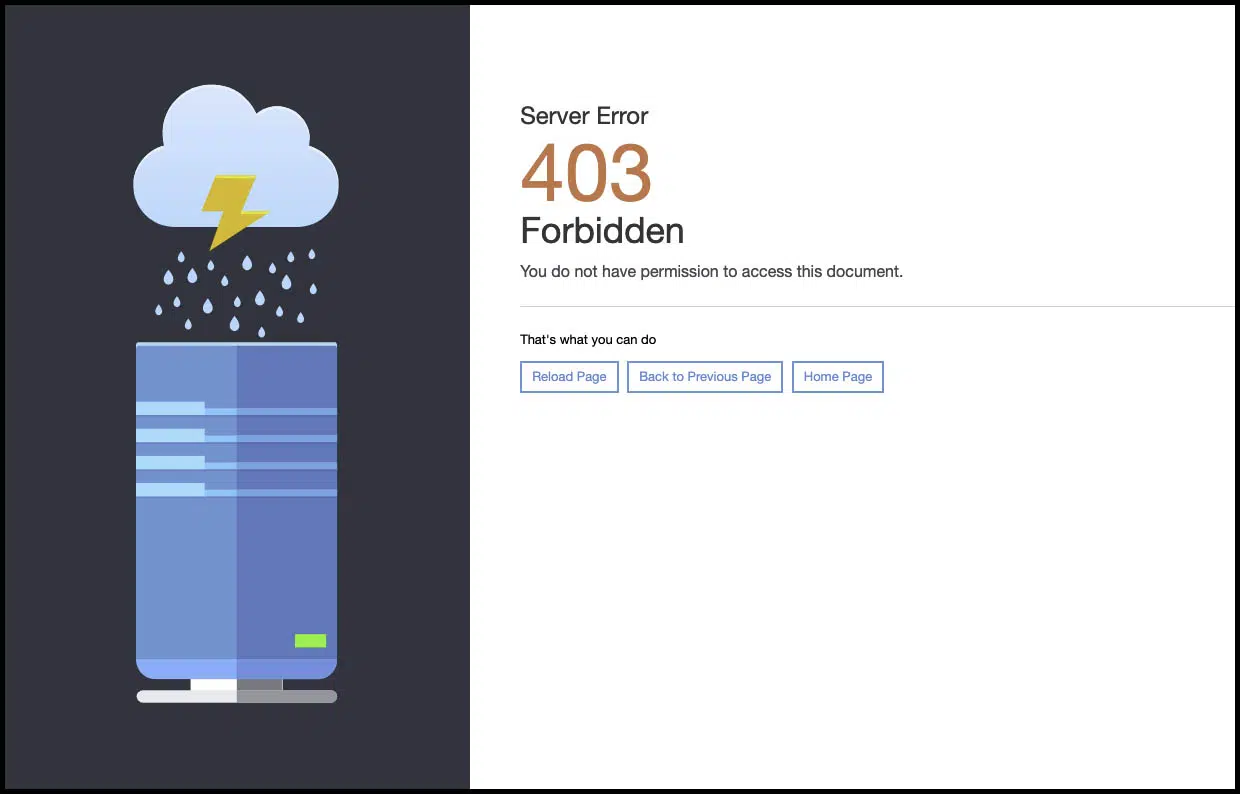 Server Error
403
Forbidden
You do not have permission to access this document.
That's what you can do
Reload Page
Back to Previous Page
Home Page